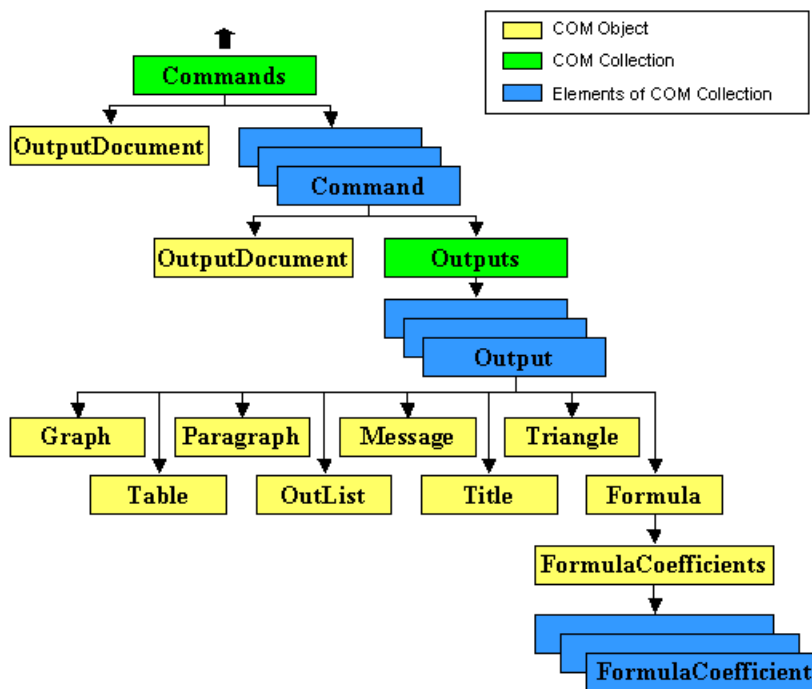 COM Object
COM Collection
Elements of COM Collection
Commands
OutputDocument
Command
OutputDocument
Outputs
Output
Graph
Paragraph
Message
Triangle
Table
OutList
Title
Formula
FormulaCoefficients
FormulaCoefficient